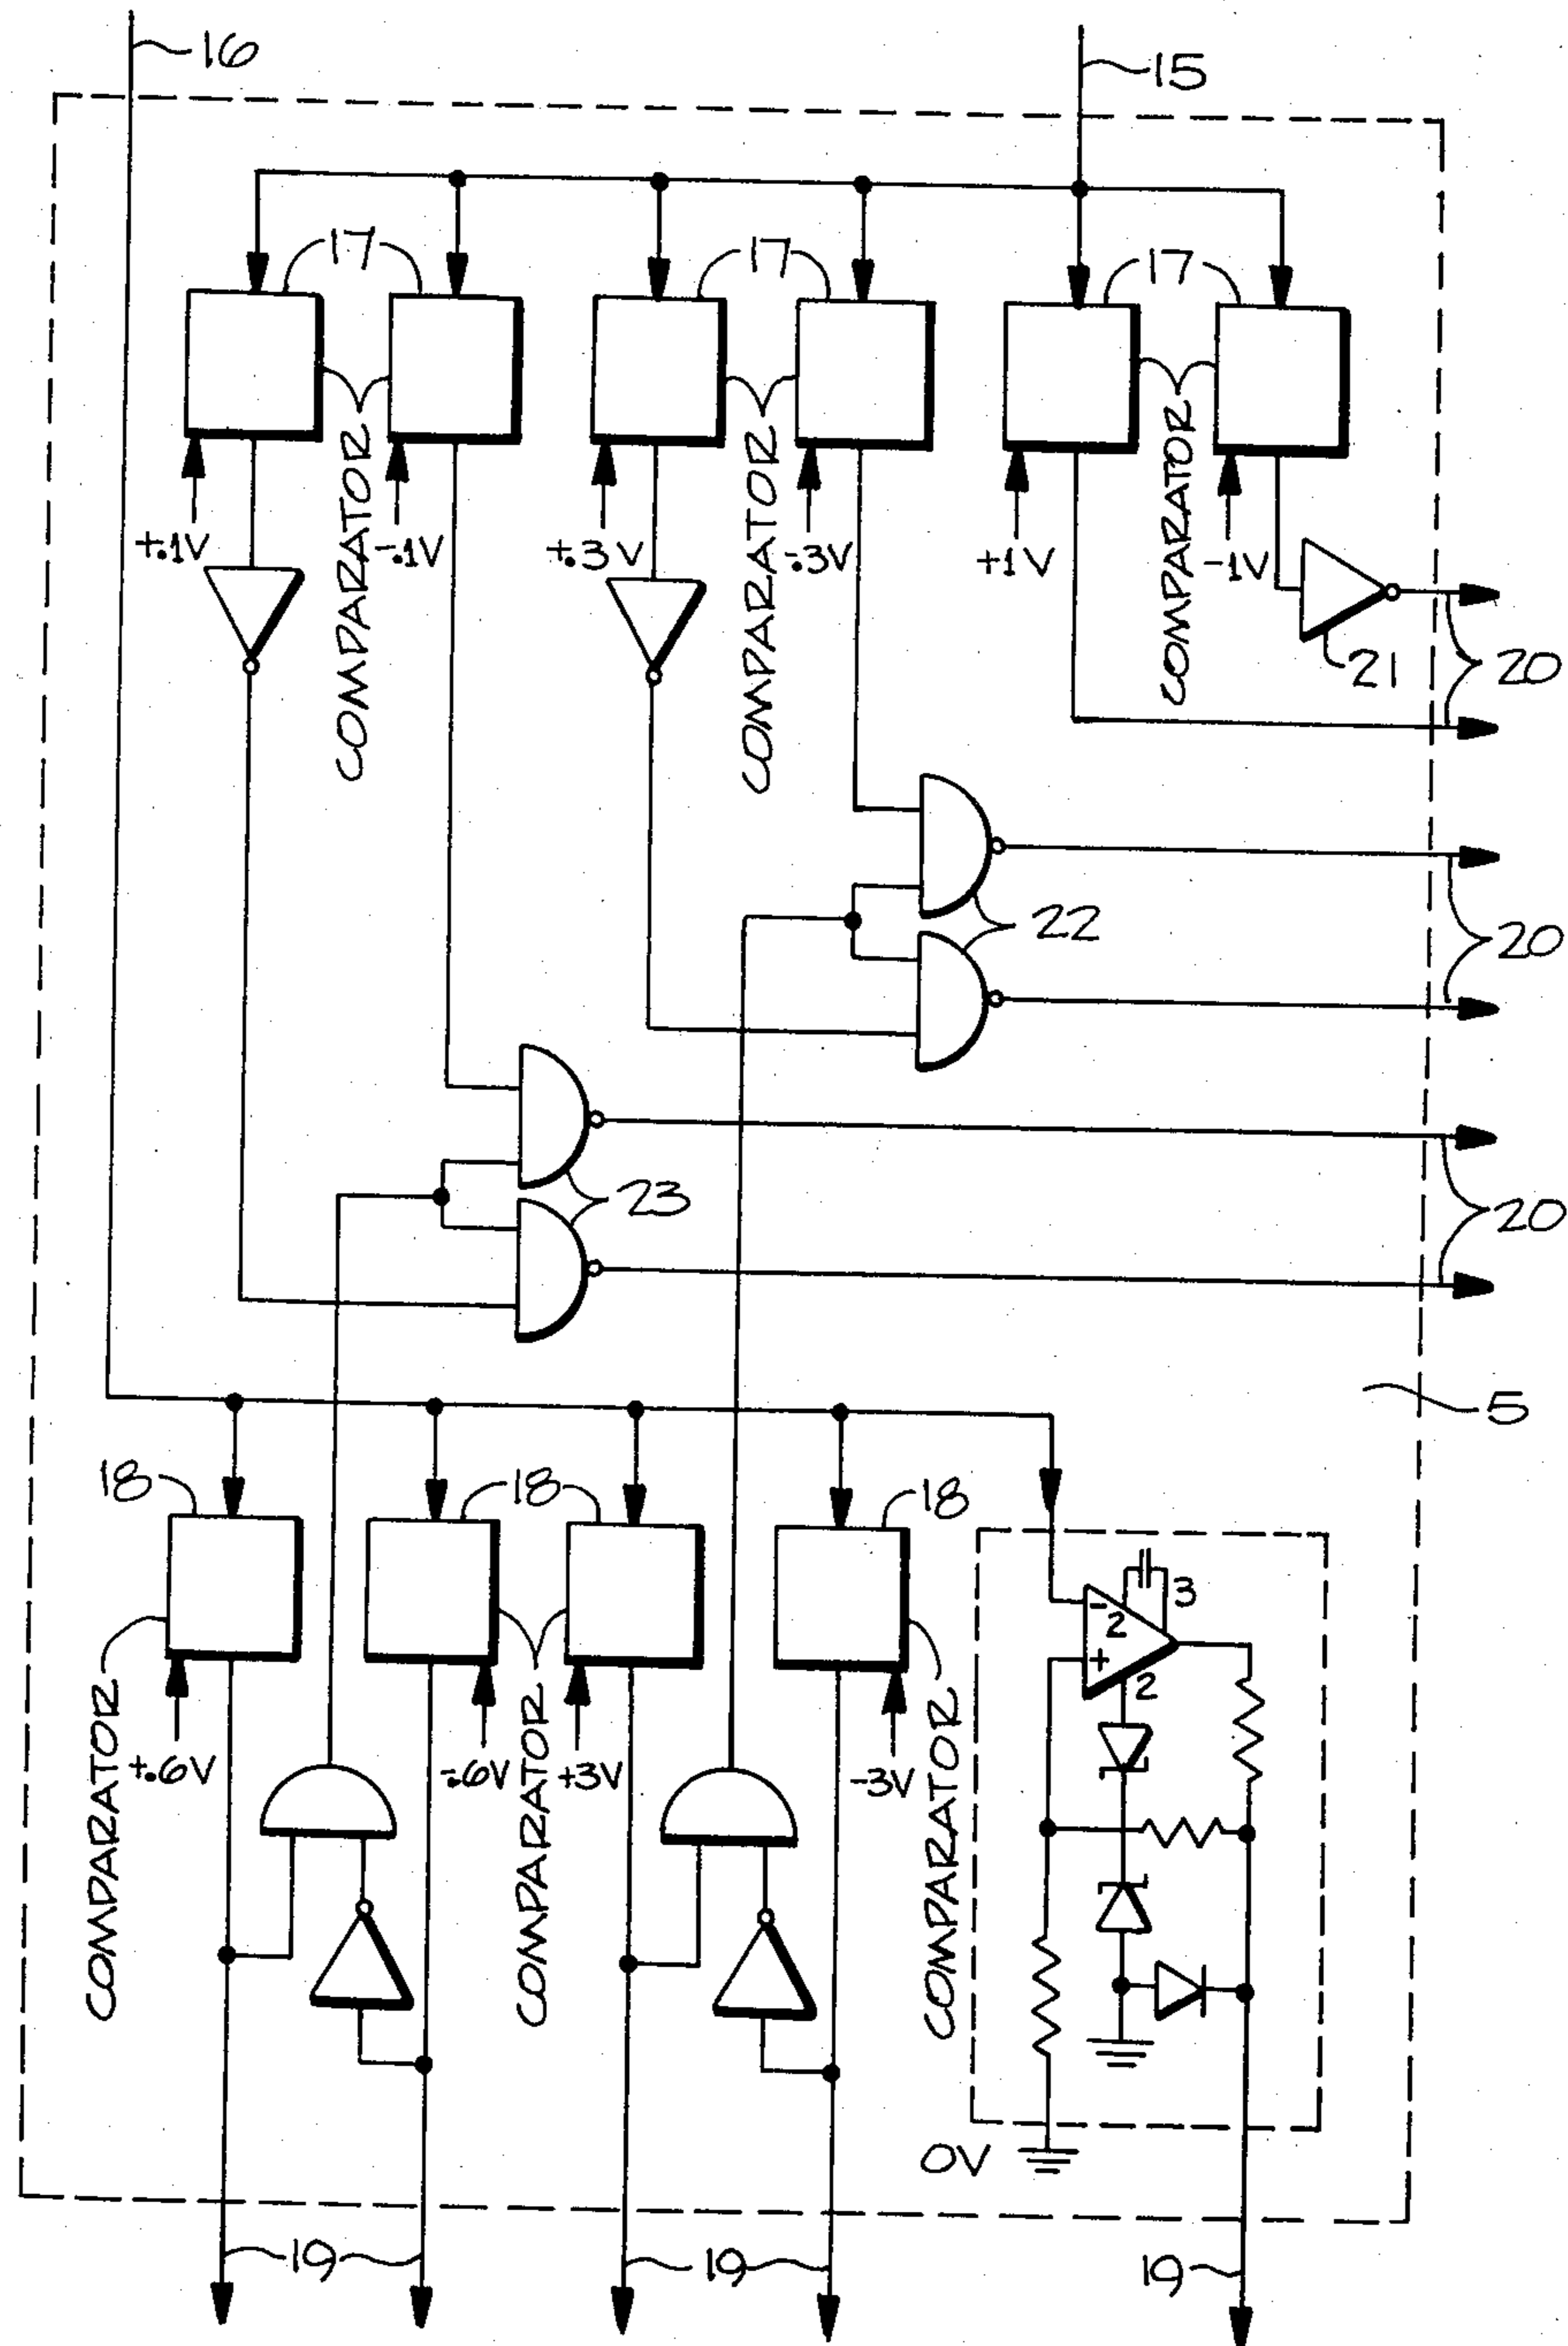 16
15
17
17
17
COMPARATOR
COMPARATOR
COMPARATOR
+.1V
-.1V
+.3V
-.3V
+1V
-1V
21
20
22
20
23
20
5
18
18
18
3
-
2
+
2
COMPARATOR
COMPARATOR
COMPARATOR
+.6V
-.6V
+3V
-3V
0V
19
19
19